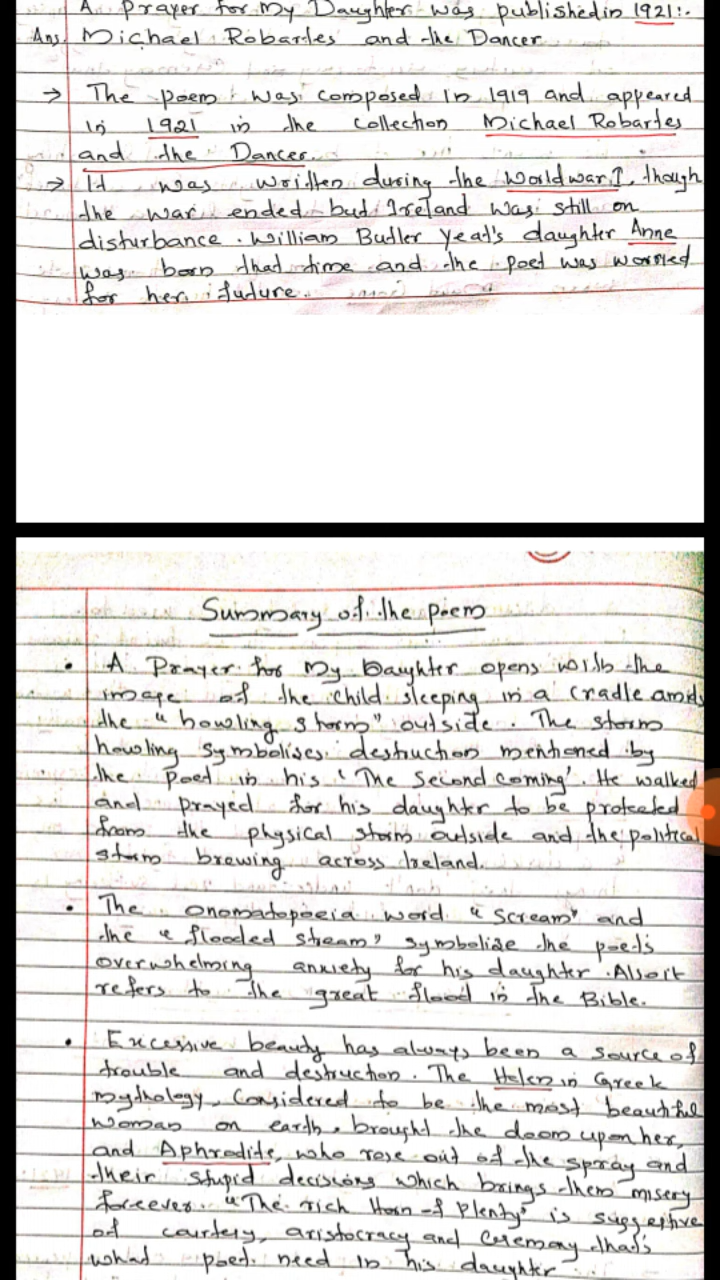 A Prayer for My Daughter was published in 1921:-
Ans. Michael Robartes and the Dancer
→ The poem was composed in 1919 and appeared
in 1921 in the collection Michael Robartes
and the Dancer.
→ It was written during the World war I, though
the war ended but Ireland was still on
disturbance. William Butler Yeat's daughter Anne
was born that time and the poet was worried
for her future.
Summary of the Poem
• A Prayer for My Daughter opens with the
image of the child sleeping in a cradle amids
the "howling storm" outside. The storm
howling symbolises destruction mentioned by
the poet in his 'The Second coming'. He walked
and prayed for his daughter to be protected
from the physical storm outside and the political
storm brewing across Ireland.
• The onomatopoeia word "Scream" and
the "flooded stream" symbolize the poet's
overwhelming anxiety for his daughter. Also it
refers to the great flood in the Bible.
• Excessive beauty has always been a source of
trouble and destruction. The Helen in Greek
mythology, Considered to be the most beautiful
woman on earth, brought the doom upon her,
and Aphrodite, who rose out of the spray and
their stupid decisions which brings them misery
foreever. "The rich Horn of Plenty" is suggestive
of courtery, aristocracy and Ceremony that's
what poet need in his daughter